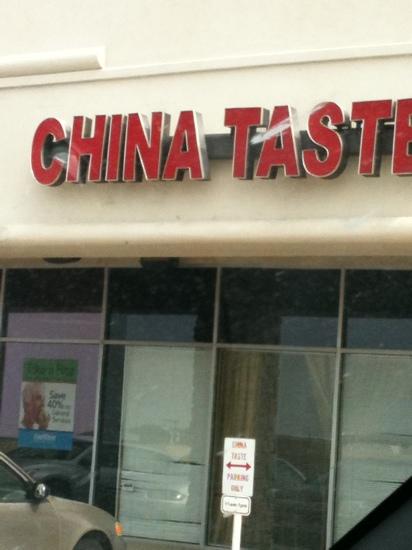 CHINA TASTE
Save
40%
CHINA
TASTE
PARKING
ONLY